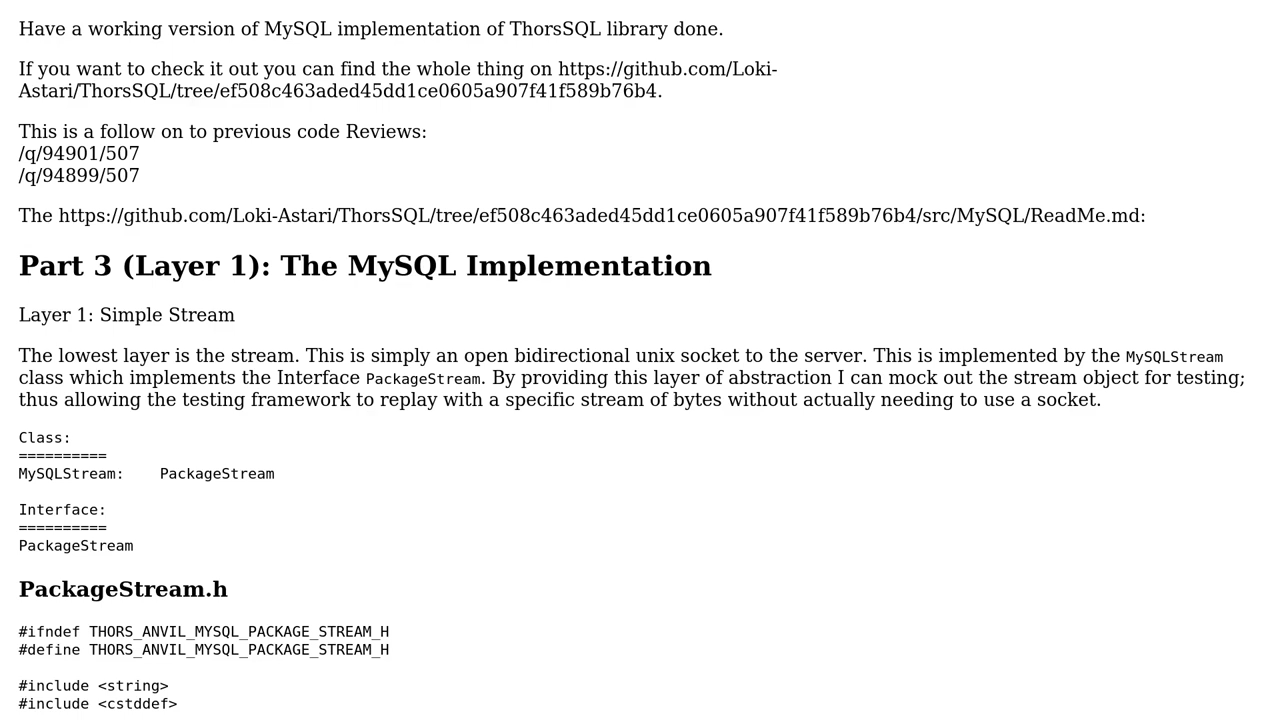 Have a working version of MySQL implementation of ThorsSQL library done.
If you want to check it out you can find the whole thing on https://github.com/Loki-
Astari/ThorsSQL/tree/ef508c463aded45dd1ce0605a907f41f589b76b4.
This is a follow on to previous code Reviews:
/q/94901/507
/q/94899/507
The https://github.com/Loki-Astari/ThorsSQL/tree/ef508c463aded45dd1ce0605a907f41f589b76b4/src/MySQL/ReadMe.md:
Part 3 (Layer 1): The MySQL Implementation
Layer 1: Simple Stream
The lowest layer is the stream. This is simply an open bidirectional unix socket to the server. This is implemented by the MySQLStream
class which implements the Interface PackageStream. By providing this layer of abstraction I can mock out the stream object for testing;
thus allowing the testing framework to replay with a specific stream of bytes without actually needing to use a socket.
Class:
==========
MySQLStream:    PackageStream
Interface:
==========
PackageStream
PackageStream.h
#ifndef THORS_ANVIL_MYSQL_PACKAGE_STREAM_H
#define THORS_ANVIL_MYSQL_PACKAGE_STREAM_H
#include <string>
#include <cstddef>